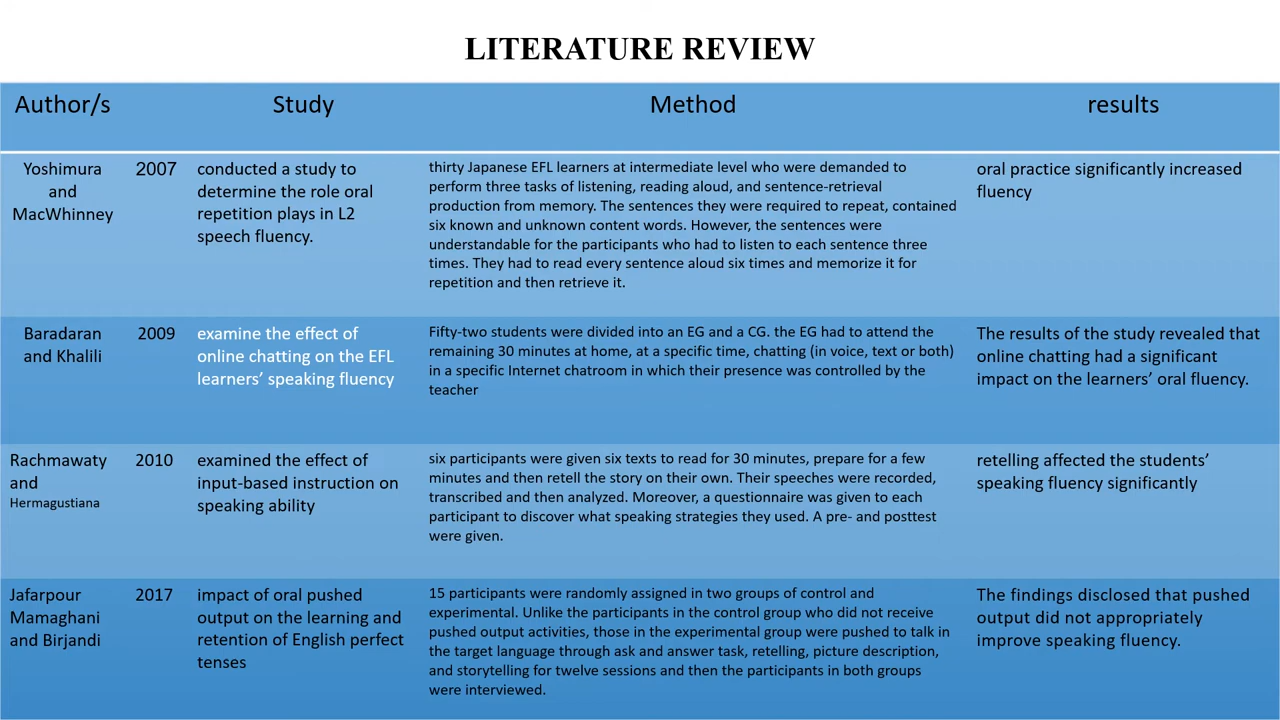 LITERATURE REVIEW
Author/s
Study
Method
results
Yoshimura
and
MacWhinney
2007
conducted a study to
determine the role oral
repetition plays in L2
speech fluency.
thirty Japanese EFL learners at intermediate level who were demanded to
perform three tasks of listening, reading aloud, and sentence-retrieval
production from memory. The sentences they were required to repeat, contained
six known and unknown content words. However, the sentences were
understandable for the participants who had to listen to each sentence three
times. They had to read every sentence aloud six times and memorize it for
repetition and then retrieve it.
oral practice significantly increased
fluency
Baradaran
and Khalili
2009
examine the effect of
online chatting on the EFL
learners’ speaking fluency
Fifty-two students were divided into an EG and a CG. the EG had to attend the
remaining 30 minutes at home, at a specific time, chatting (in voice, text or both)
in a specific Internet chatroom in which their presence was controlled by the
teacher
The results of the study revealed that
online chatting had a significant
impact on the learners’ oral fluency.
Rachmawaty
and
Hermagustiana
2010
examined the effect of
input-based instruction on
speaking ability
six participants were given six texts to read for 30 minutes, prepare for a few
minutes and then retell the story on their own. Their speeches were recorded,
transcribed and then analyzed. Moreover, a questionnaire was given to each
participant to discover what speaking strategies they used. A pre- and posttest
were given.
retelling affected the students’
speaking fluency significantly
Jafarpour
Mamaghani
and Birjandi
2017
impact of oral pushed
output on the learning and
retention of English perfect
tenses
15 participants were randomly assigned in two groups of control and
experimental. Unlike the participants in the control group who did not receive
pushed output activities, those in the experimental group were pushed to talk in
the target language through ask and answer task, retelling, picture description,
and storytelling for twelve sessions and then the participants in both groups
were interviewed.
The findings disclosed that pushed
output did not appropriately
improve speaking fluency.